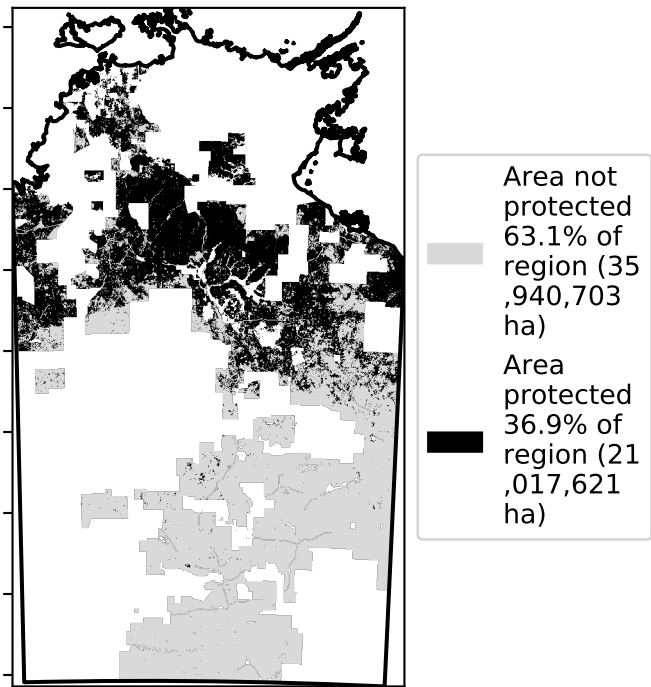 Area not
protected
63.1% of
region (35
,940,703
ha)
Area
protected
36.9% of
region (21
,017,621
ha)